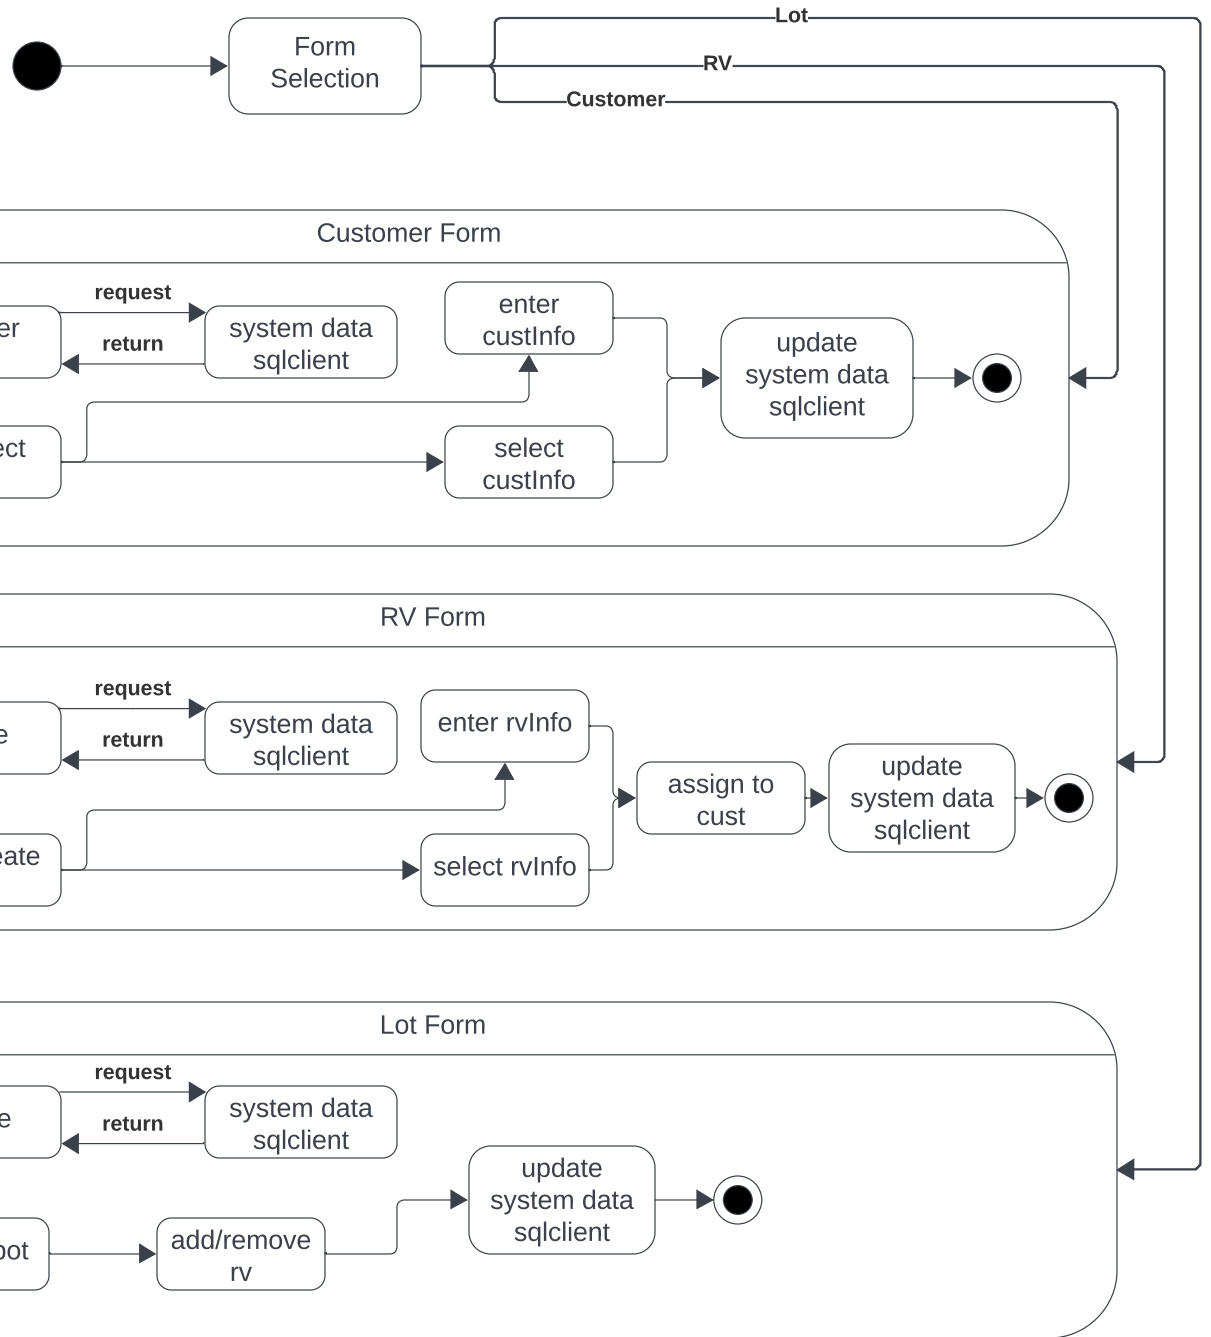 Lot
Form
Selection
RV
Customer
Customer Form
request
return
system data
sqlclient
enter
custInfo
select
custInfo
update
system data
sqlclient
RV Form
request
return
system data
sqlclient
enter rvInfo
select rvInfo
assign to
cust
update
system data
sqlclient
Lot Form
request
return
system data
sqlclient
add/remove
rv
update
system data
sqlclient